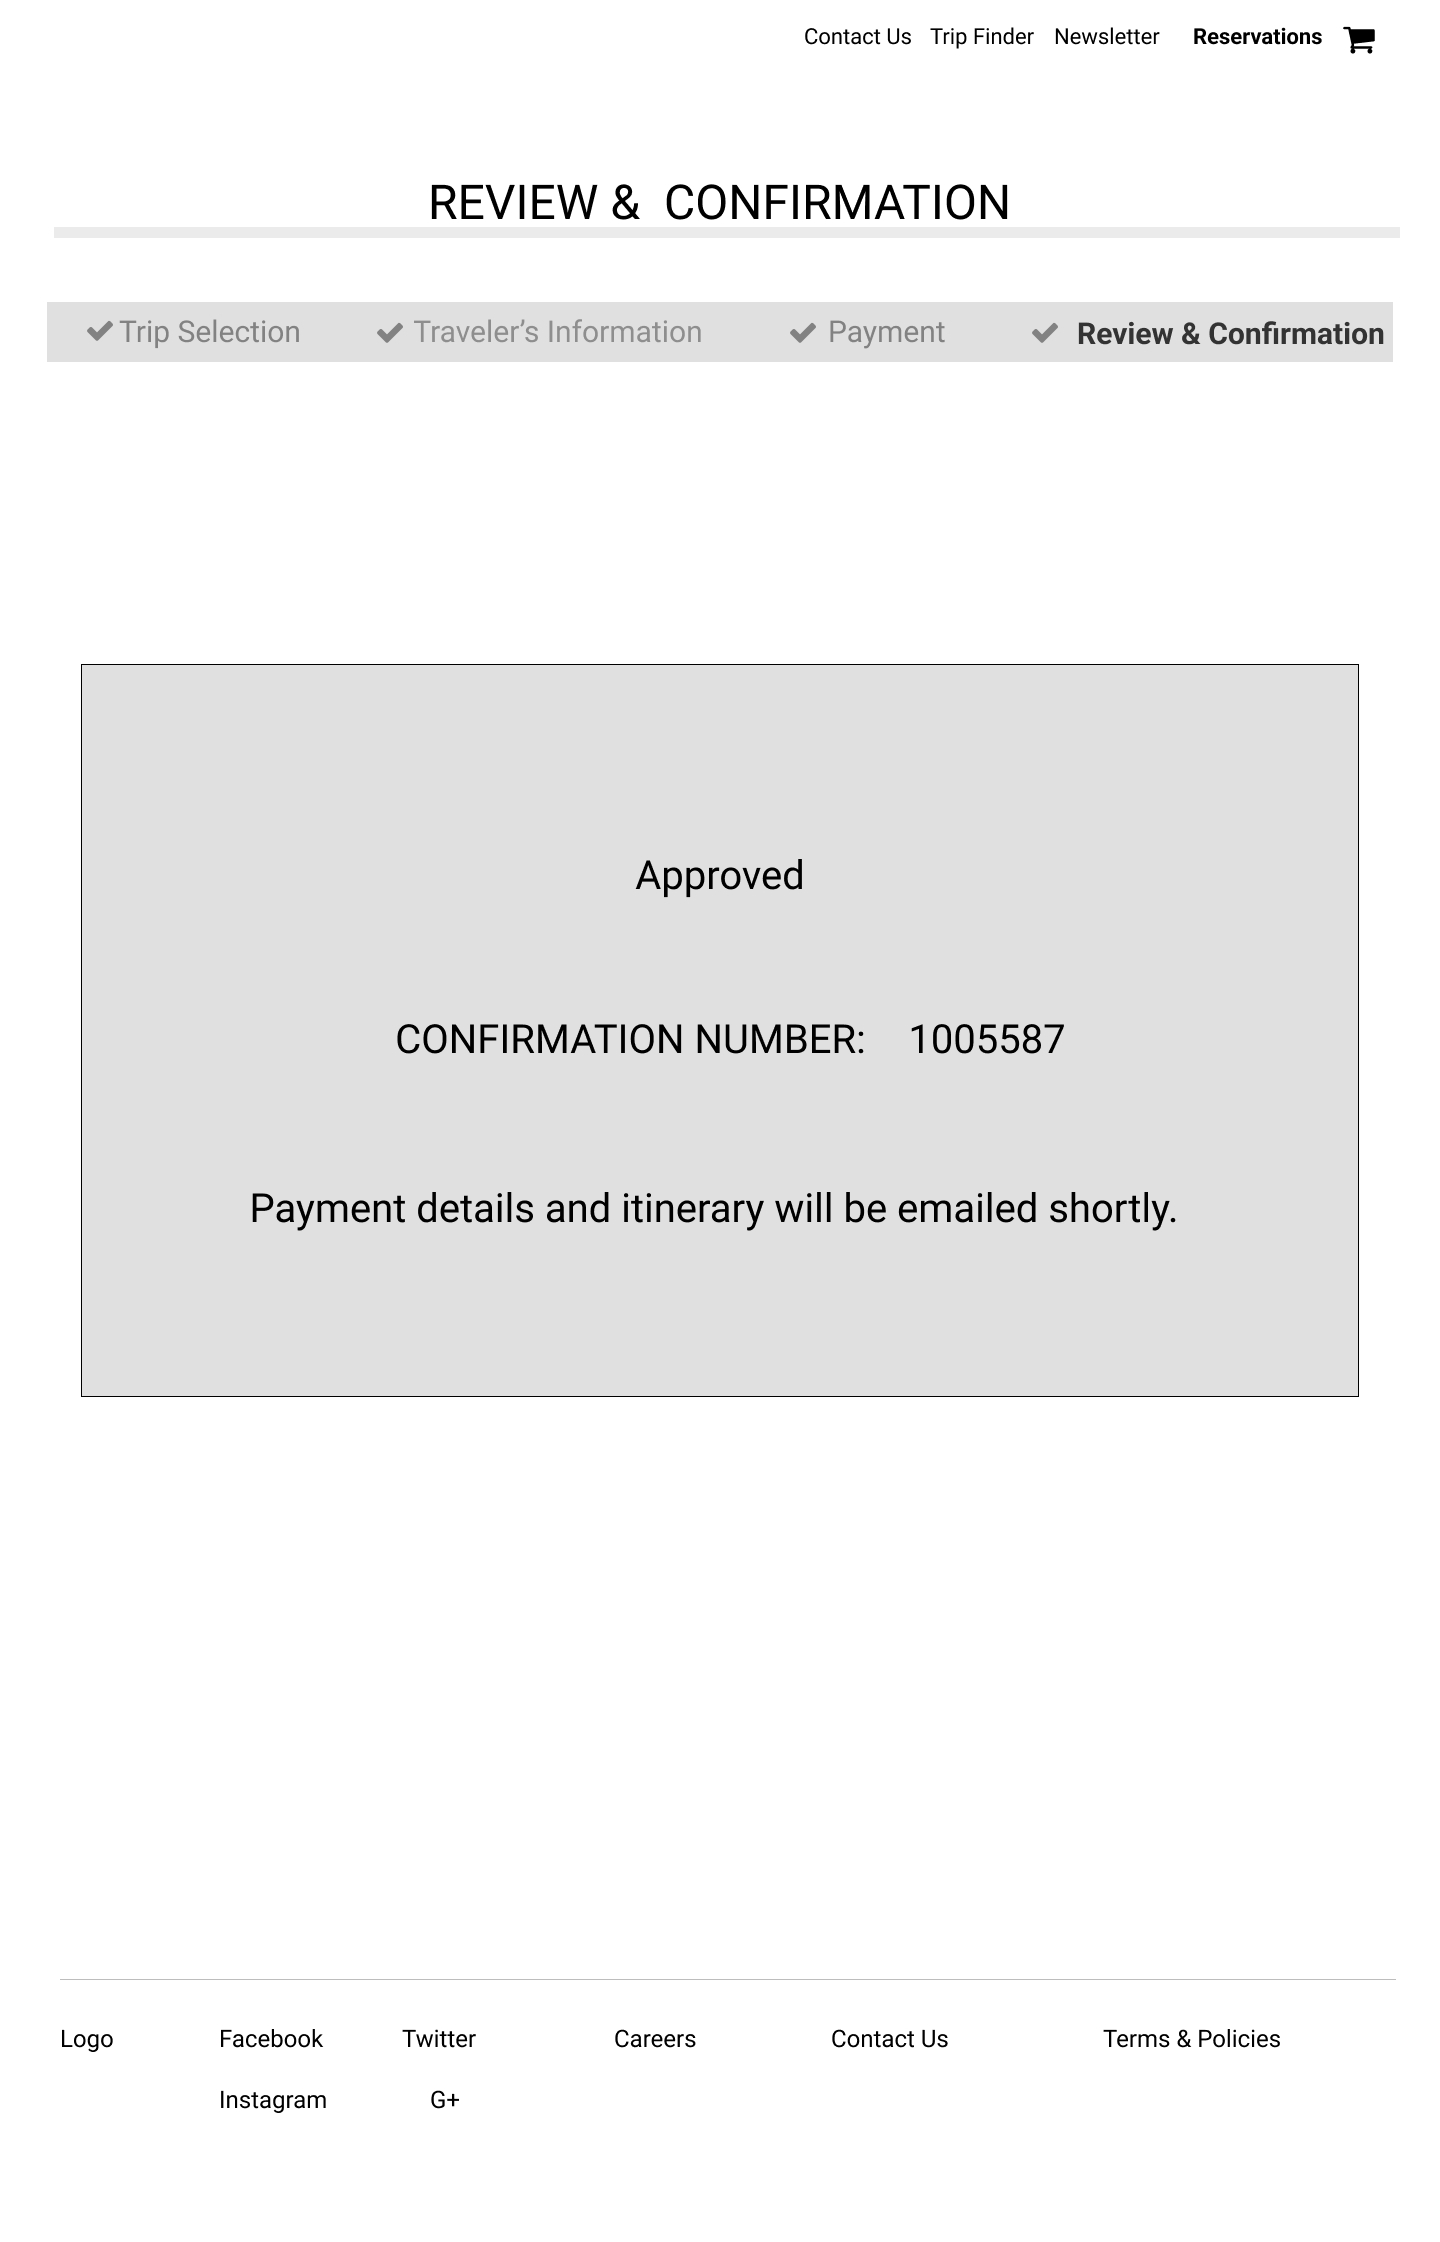 Contact Us Trip Finder Newsletter Reservations
REVIEW & CONFIRMATION
Trip Selection Traveler’s Information Payment Review & Confirmation
Approved
CONFIRMATION NUMBER: 1005587
Payment details and itinerary will be emailed shortly.
Logo Facebook Twitter Careers Contact Us Terms & Policies
Instagram G+